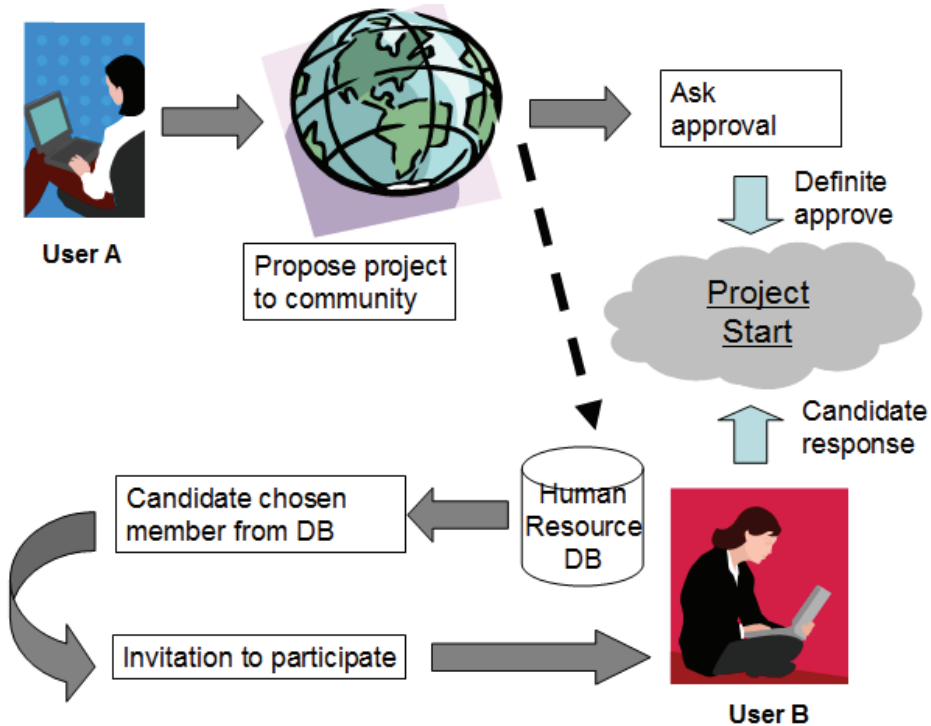 User A
Propose project
to community
Ask
approval
Definite
approve
Project
Start
Candidate
response
Human
Resource
DB
Candidate chosen
member from DB
Invitation to participate
User B